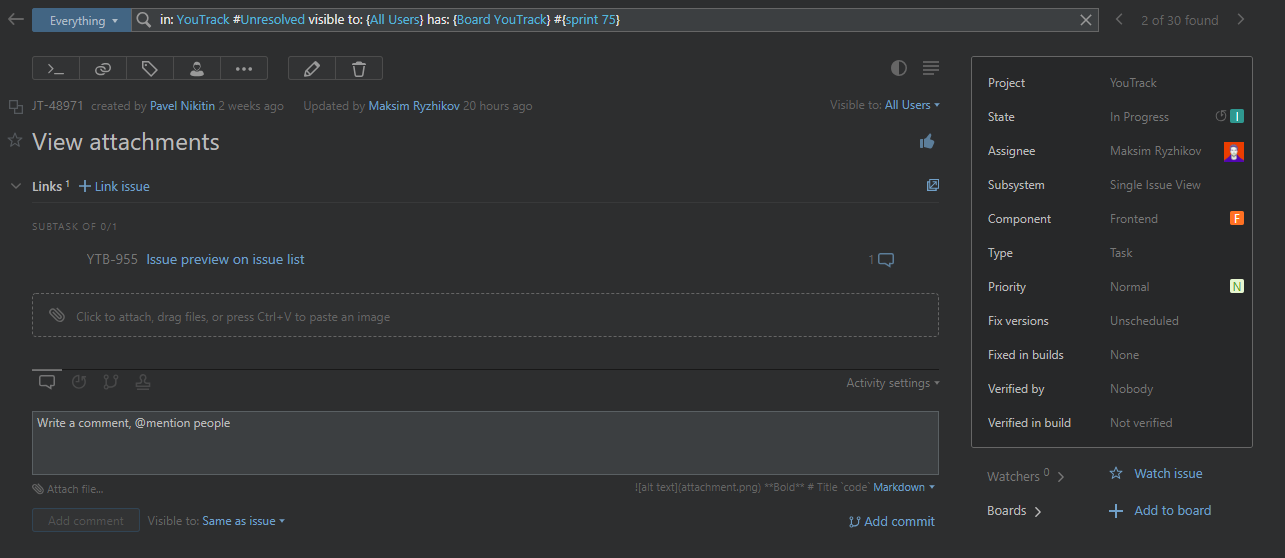 Everything in: YouTrack #Unresolved visible to: {All Users} has: {Board YouTrack} #{sprint 75} 2 of 30 found
JT-48971 created by Pavel Nikitin 2 weeks ago Updated by Maksim Ryzhikov 20 hours ago Visible to: All Users
View attachments
Links 1 Link issue
SUBTASK OF 0/1
YTB-955 Issue preview on issue list 1
Click to attach, drag files, or press Ctrl+V to paste an image
Activity settings
Write a comment, @mention people
Attach file... ![alt text](attachment.png) **Bold** # Title `code` Markdown
Add comment Visible to: Same as issue Add commit
Project YouTrack
State In Progress I
Assignee Maksim Ryzhikov
Subsystem Single Issue View
Component Frontend F
Type Task
Priority Normal N
Fix versions Unscheduled
Fixed in builds None
Verified by Nobody
Verified in build Not verified
Watchers 0 Watch issue
Boards Add to board